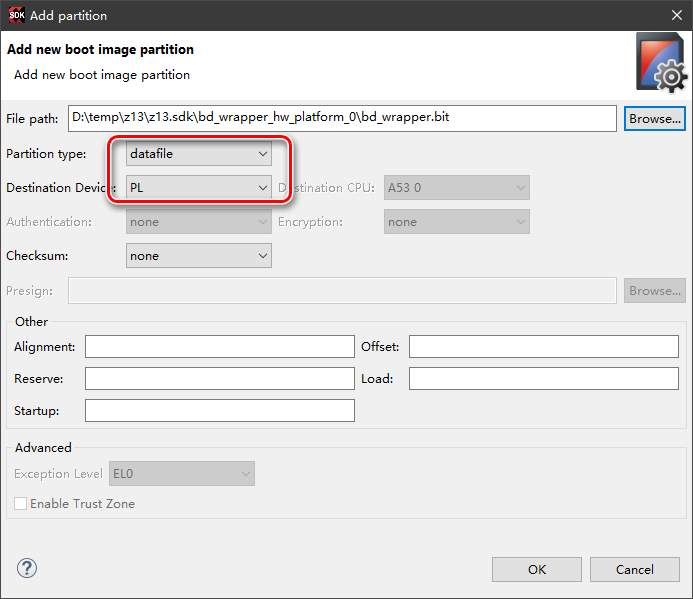 SDK Add partition
Add new boot image partition
Add new boot image partition
File path: D:\temp\z13\z13.sdk\bd_wrapper_hw_platform_0\bd_wrapper.bit Browse...
Partition type: datafile
Destination Device: PL Destination CPU: A53 0
Authentication: none Encryption: none
Checksum: none
Presign: Browse...
Other
Alignment: Offset:
Reserve: Load:
Startup:
Advanced
Exception Level EL0
Enable Trust Zone
? OK Cancel